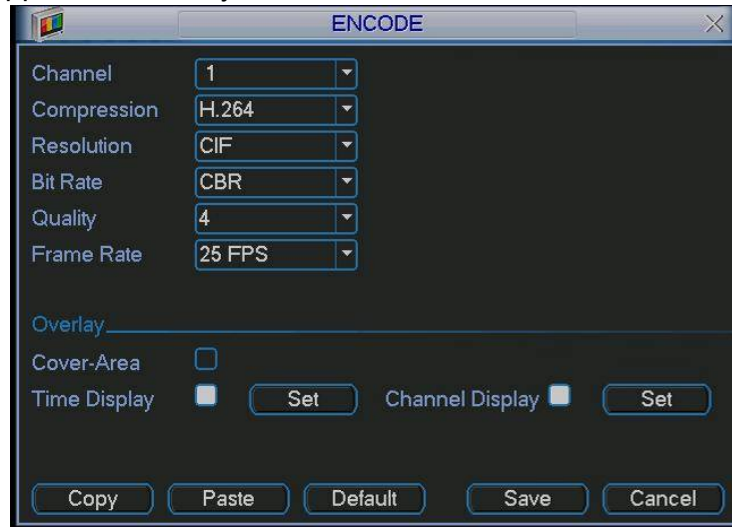 ENCODE
Channel 1
Compression H.264
Resolution CIF
Bit Rate CBR
Quality 4
Frame Rate 25 FPS
Overlay
Cover-Area
Time Display Set Channel Display Set
Copy Paste Default Save Cancel